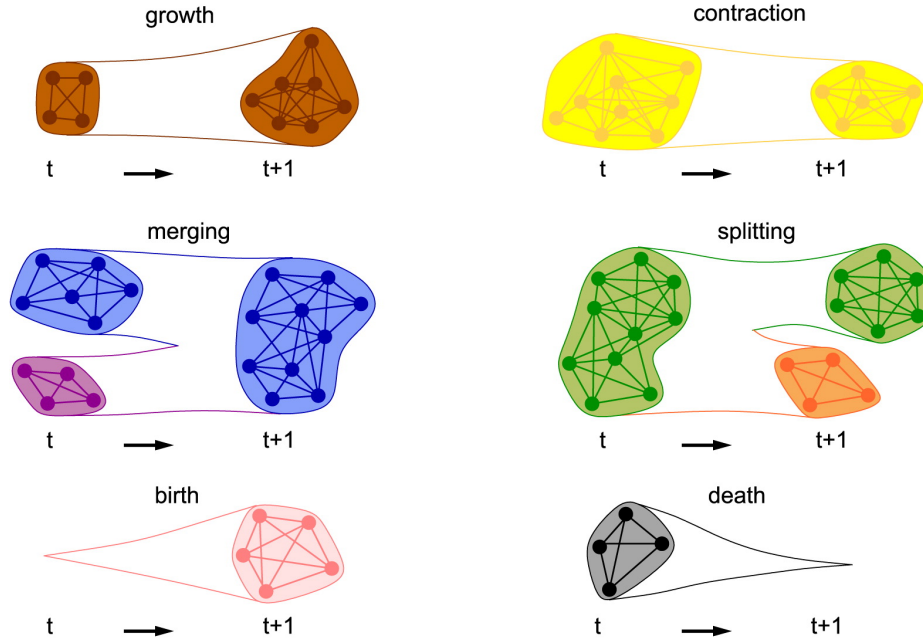 growth
t
t+1
contraction
t
t+1
merging
t
t+1
splitting
t
t+1
birth
t
t+1
death
t
t+1